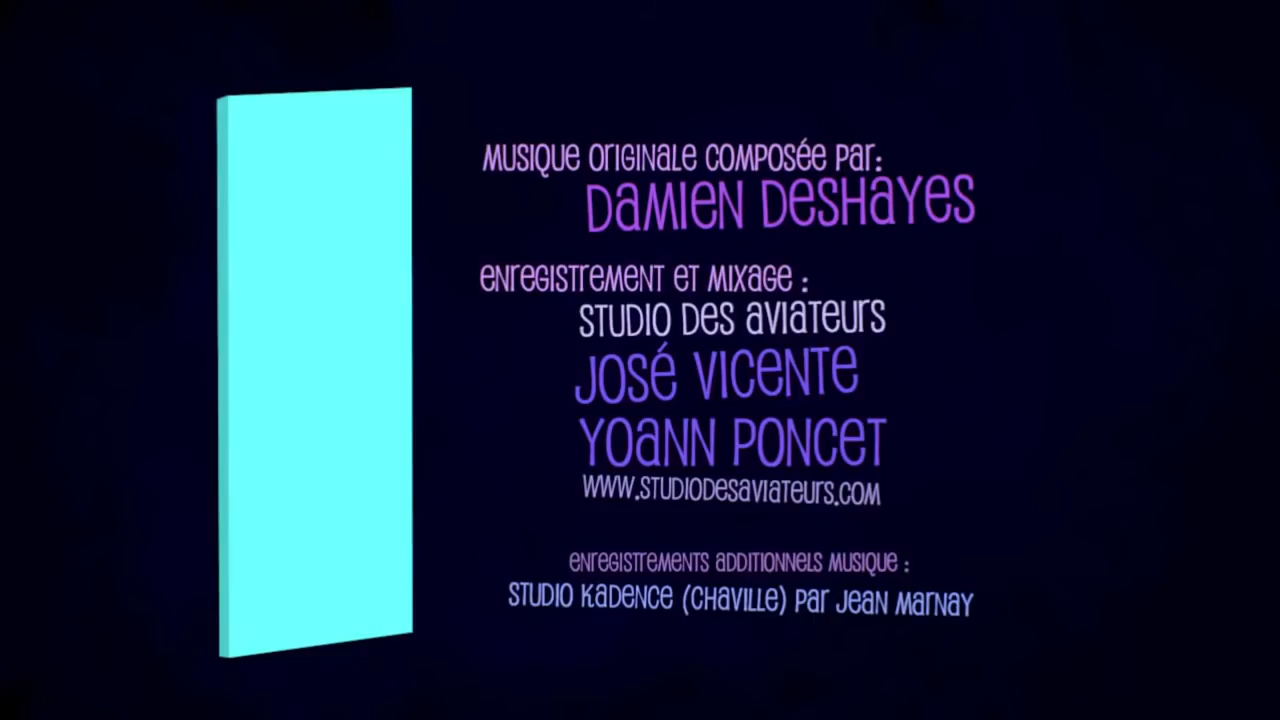 Musique originale composée par:
Damien Deshayes
Enregistrement et mixage :
Studio des Aviateurs
José Vicente
Yoann Poncet
www.studiodesaviateurs.com
Enregistrements additionnels musique :
Studio Kadence (Chaville) par Jean Marnay